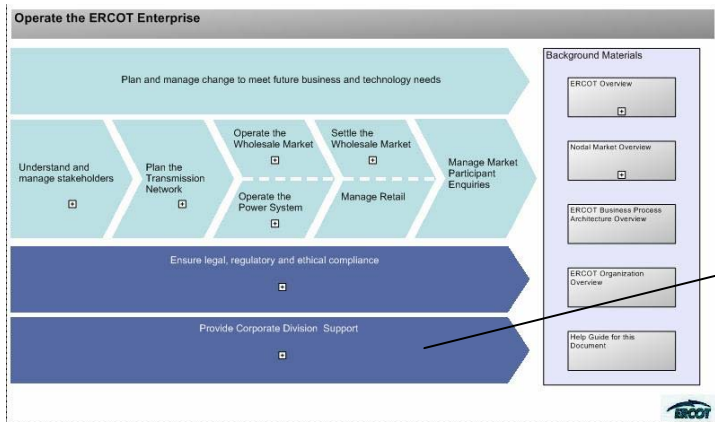 Operate the ERCOT Enterprise
Plan and manage change to meet future business and technology needs
Understand and
manage stakeholders
Plan the
Transmission
Network
Operate the
Wholesale Market
Operate the
Power System
Settle the
Wholesale Market
Manage Retail
Manage Market
Participant
Enquiries
Ensure legal, regulatory and ethical compliance
Provide Corporate Division Support
Background Materials
ERCOT Overview
Nodal Market Overview
ERCOT Business Process
Architecture Overview
ERCOT Organization
Overview
Help Guide for this
Document
ERCOT